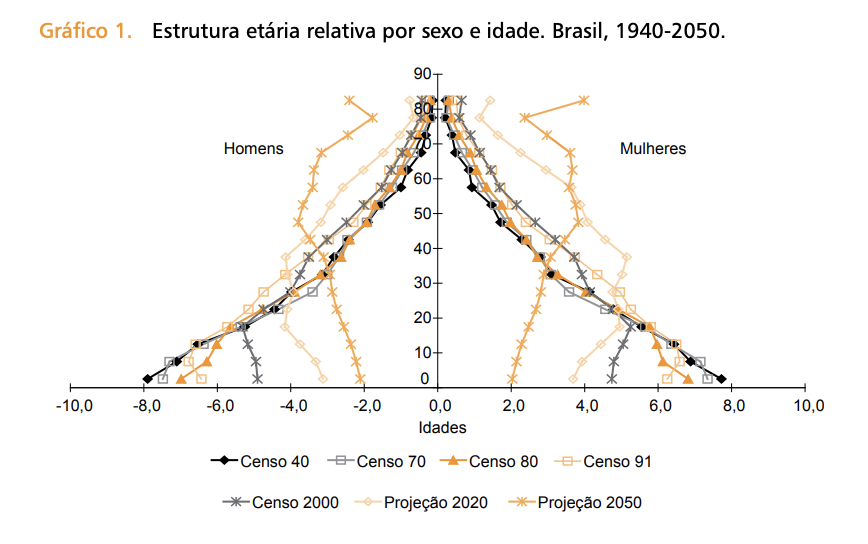 Gráfico 1. Estrutura etária relativa por sexo e idade. Brasil, 1940-2050.
90
80
Homens
Mulheres
70
60
50
40
30
20
10
0
-10,0 -8,0 -6,0 -4,0 -2,0 0,0 2,0 4,0 6,0 8,0 10,0
Idades
Censo 40 Censo 70 Censo 80 Censo 91
Censo 2000 Projeção 2020 Projeção 2050